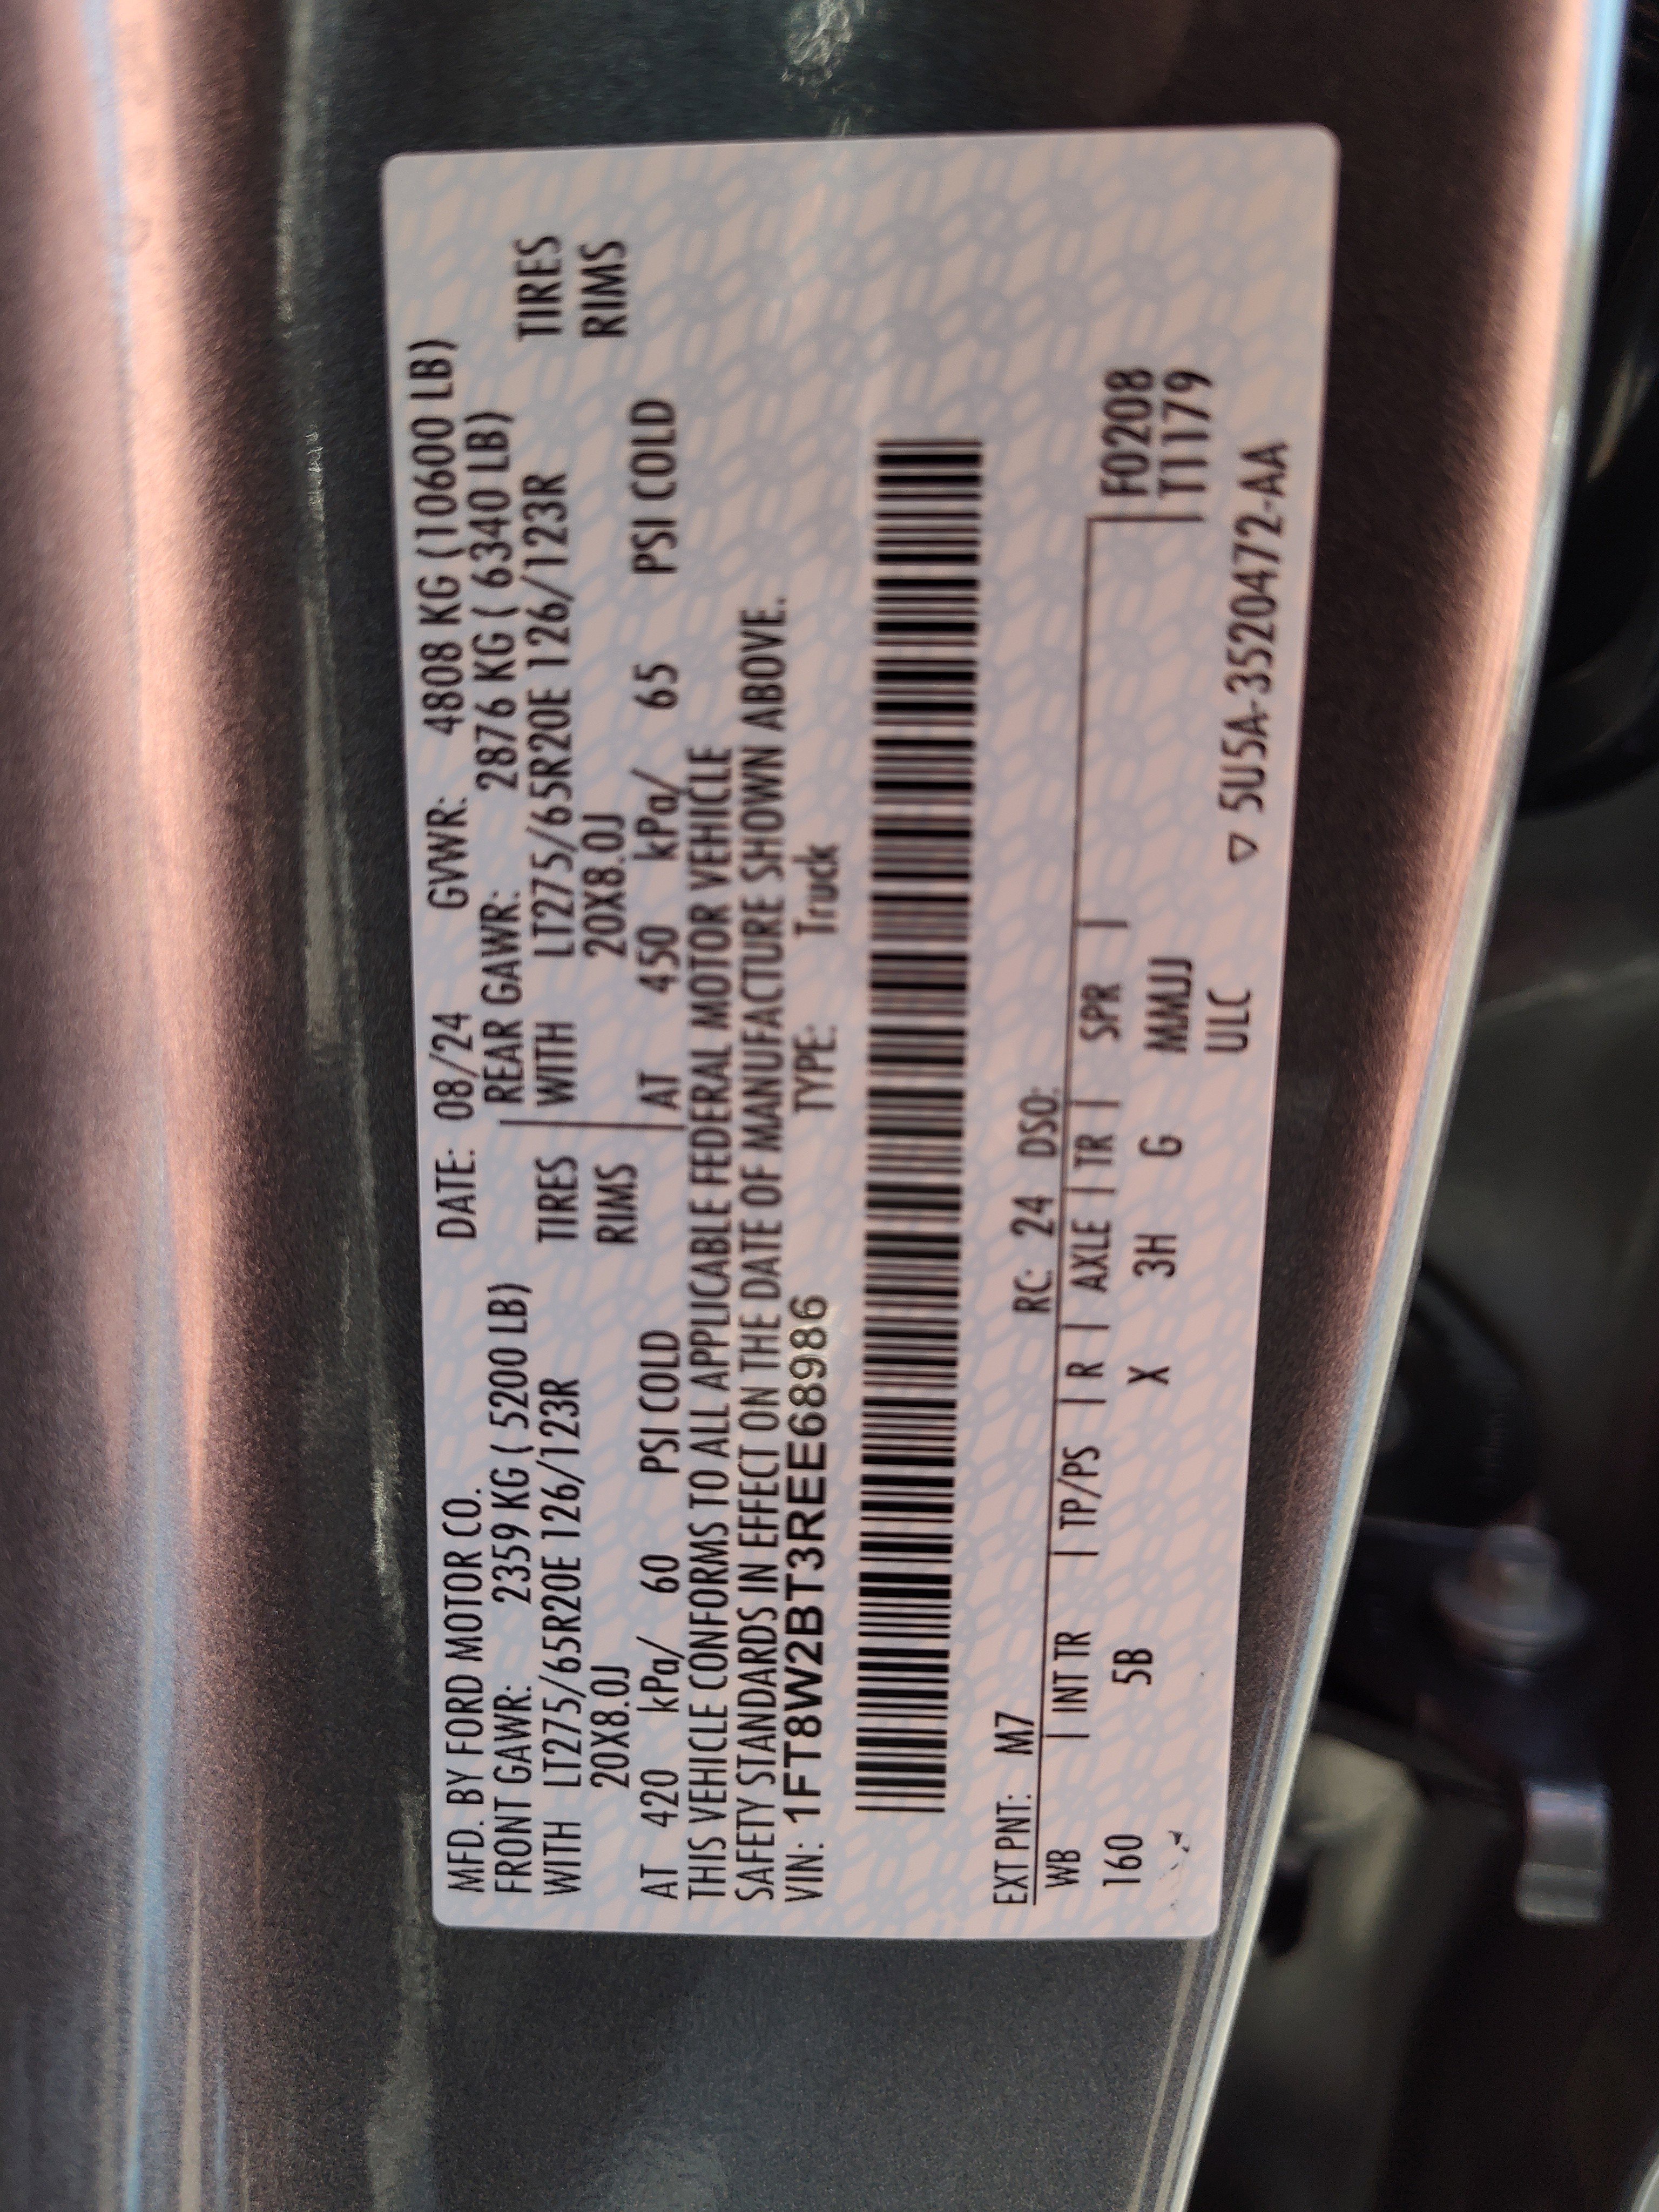 MFD. BY FORD MOTOR CO. DATE: 08/24 GVWR: 4808 KG (10600 LB)
FRONT GAWR: 2359 KG ( 5200 LB) REAR GAWR: 2876 KG ( 6340 LB)
WITH LT275/65R20E 126/123R TIRES WITH LT275/65R20E 126/123R TIRES
20X8.0J RIMS 20X8.0J RIMS
AT 420 kPa/ 60 PSI COLD AT 450 kPa/ 65 PSI COLD
THIS VEHICLE CONFORMS TO ALL APPLICABLE FEDERAL MOTOR VEHICLE
SAFETY STANDARDS IN EFFECT ON THE DATE OF MANUFACTURE SHOWN ABOVE.
VIN: 1FT8W2BT3REE68986 TYPE: Truck
EXT PNT: M7 RC: 24 DSO:
WB | INT TR | TP/PS | R | AXLE | TR | SPR | F0208
160 5B X 3H G MMJJ T1179
ULC ▽ 5U5A-3520472-AA